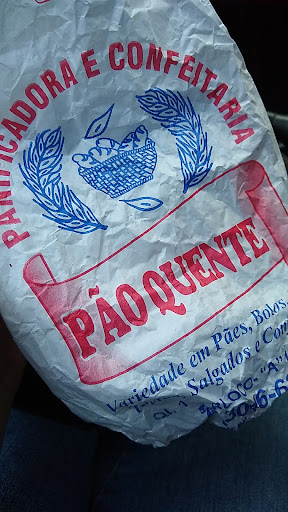 PANIFICADORA E CONFEITARIA
PÃO QUENTE
Variedade em Pães, Bolos,
Salgados e